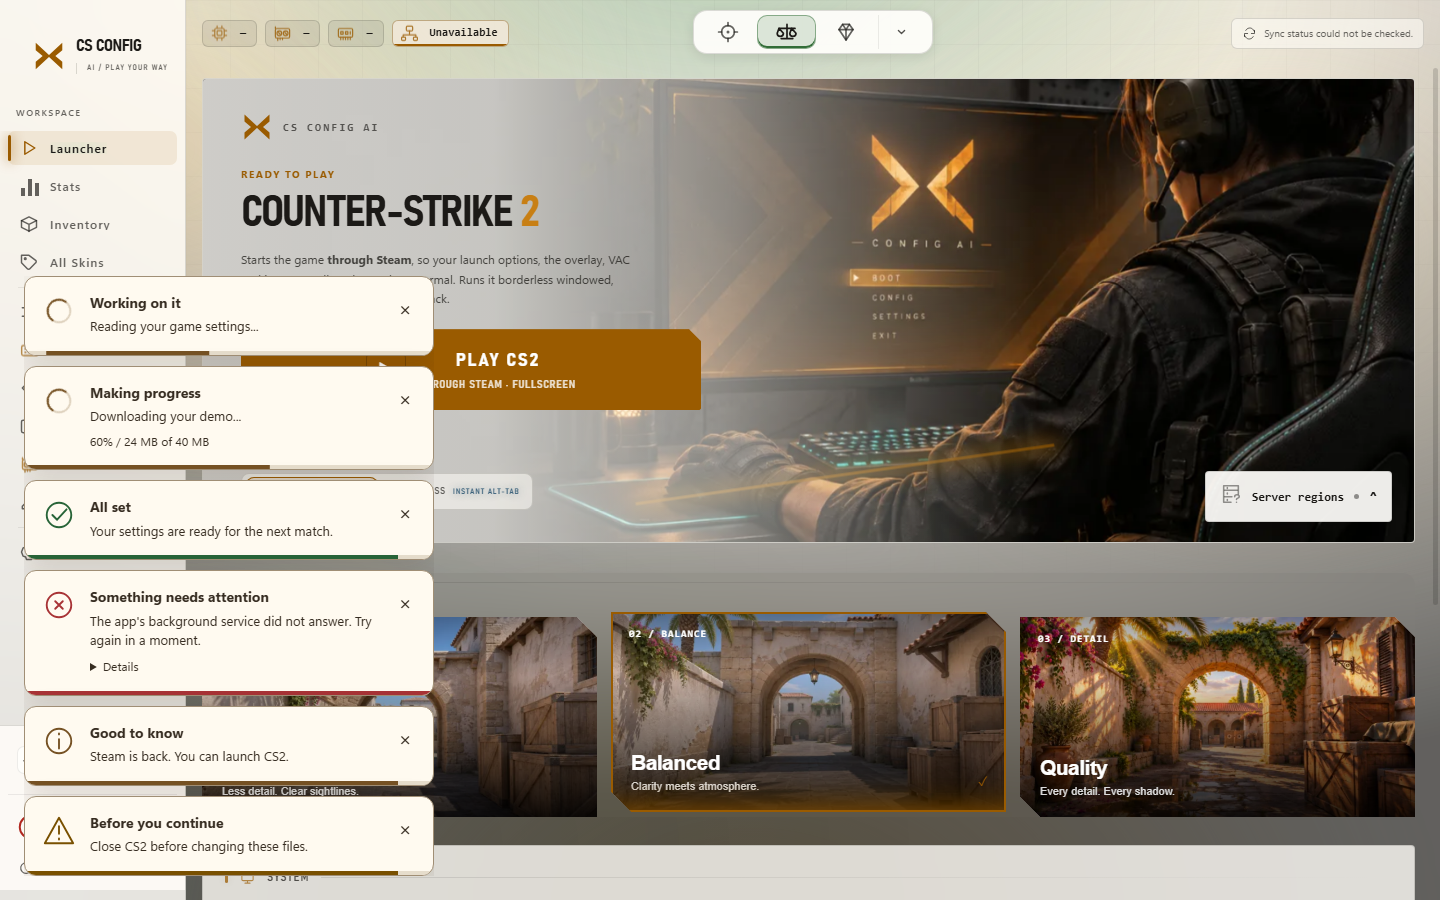 CS CONFIG
AI / PLAY YOUR WAY
–
–
–
Unavailable
Sync status could not be checked.
WORKSPACE
Launcher
Stats
Inventory
All Skins
CS CONFIG AI
READY TO PLAY
COUNTER-STRIKE 2
Starts the game through Steam, so your launch options, the overlay, VAC
Runs it borderless windowed,
PLAY CS2
STEAM · FULLSCREEN
INSTANT ALT-TAB
CONFIG AI
BOOT
CONFIG
SETTINGS
EXIT
Server regions
Working on it
Reading your game settings...
Making progress
Downloading your demo...
60% / 24 MB of 40 MB
All set
Your settings are ready for the next match.
Something needs attention
The app's background service did not answer. Try
again in a moment.
Details
Good to know
Steam is back. You can launch CS2.
Before you continue
Close CS2 before changing these files.
Less detail. Clear sightlines.
02 / BALANCE
Balanced
Clarity meets atmosphere.
03 / DETAIL
Quality
Every detail. Every shadow.
SYSTEM